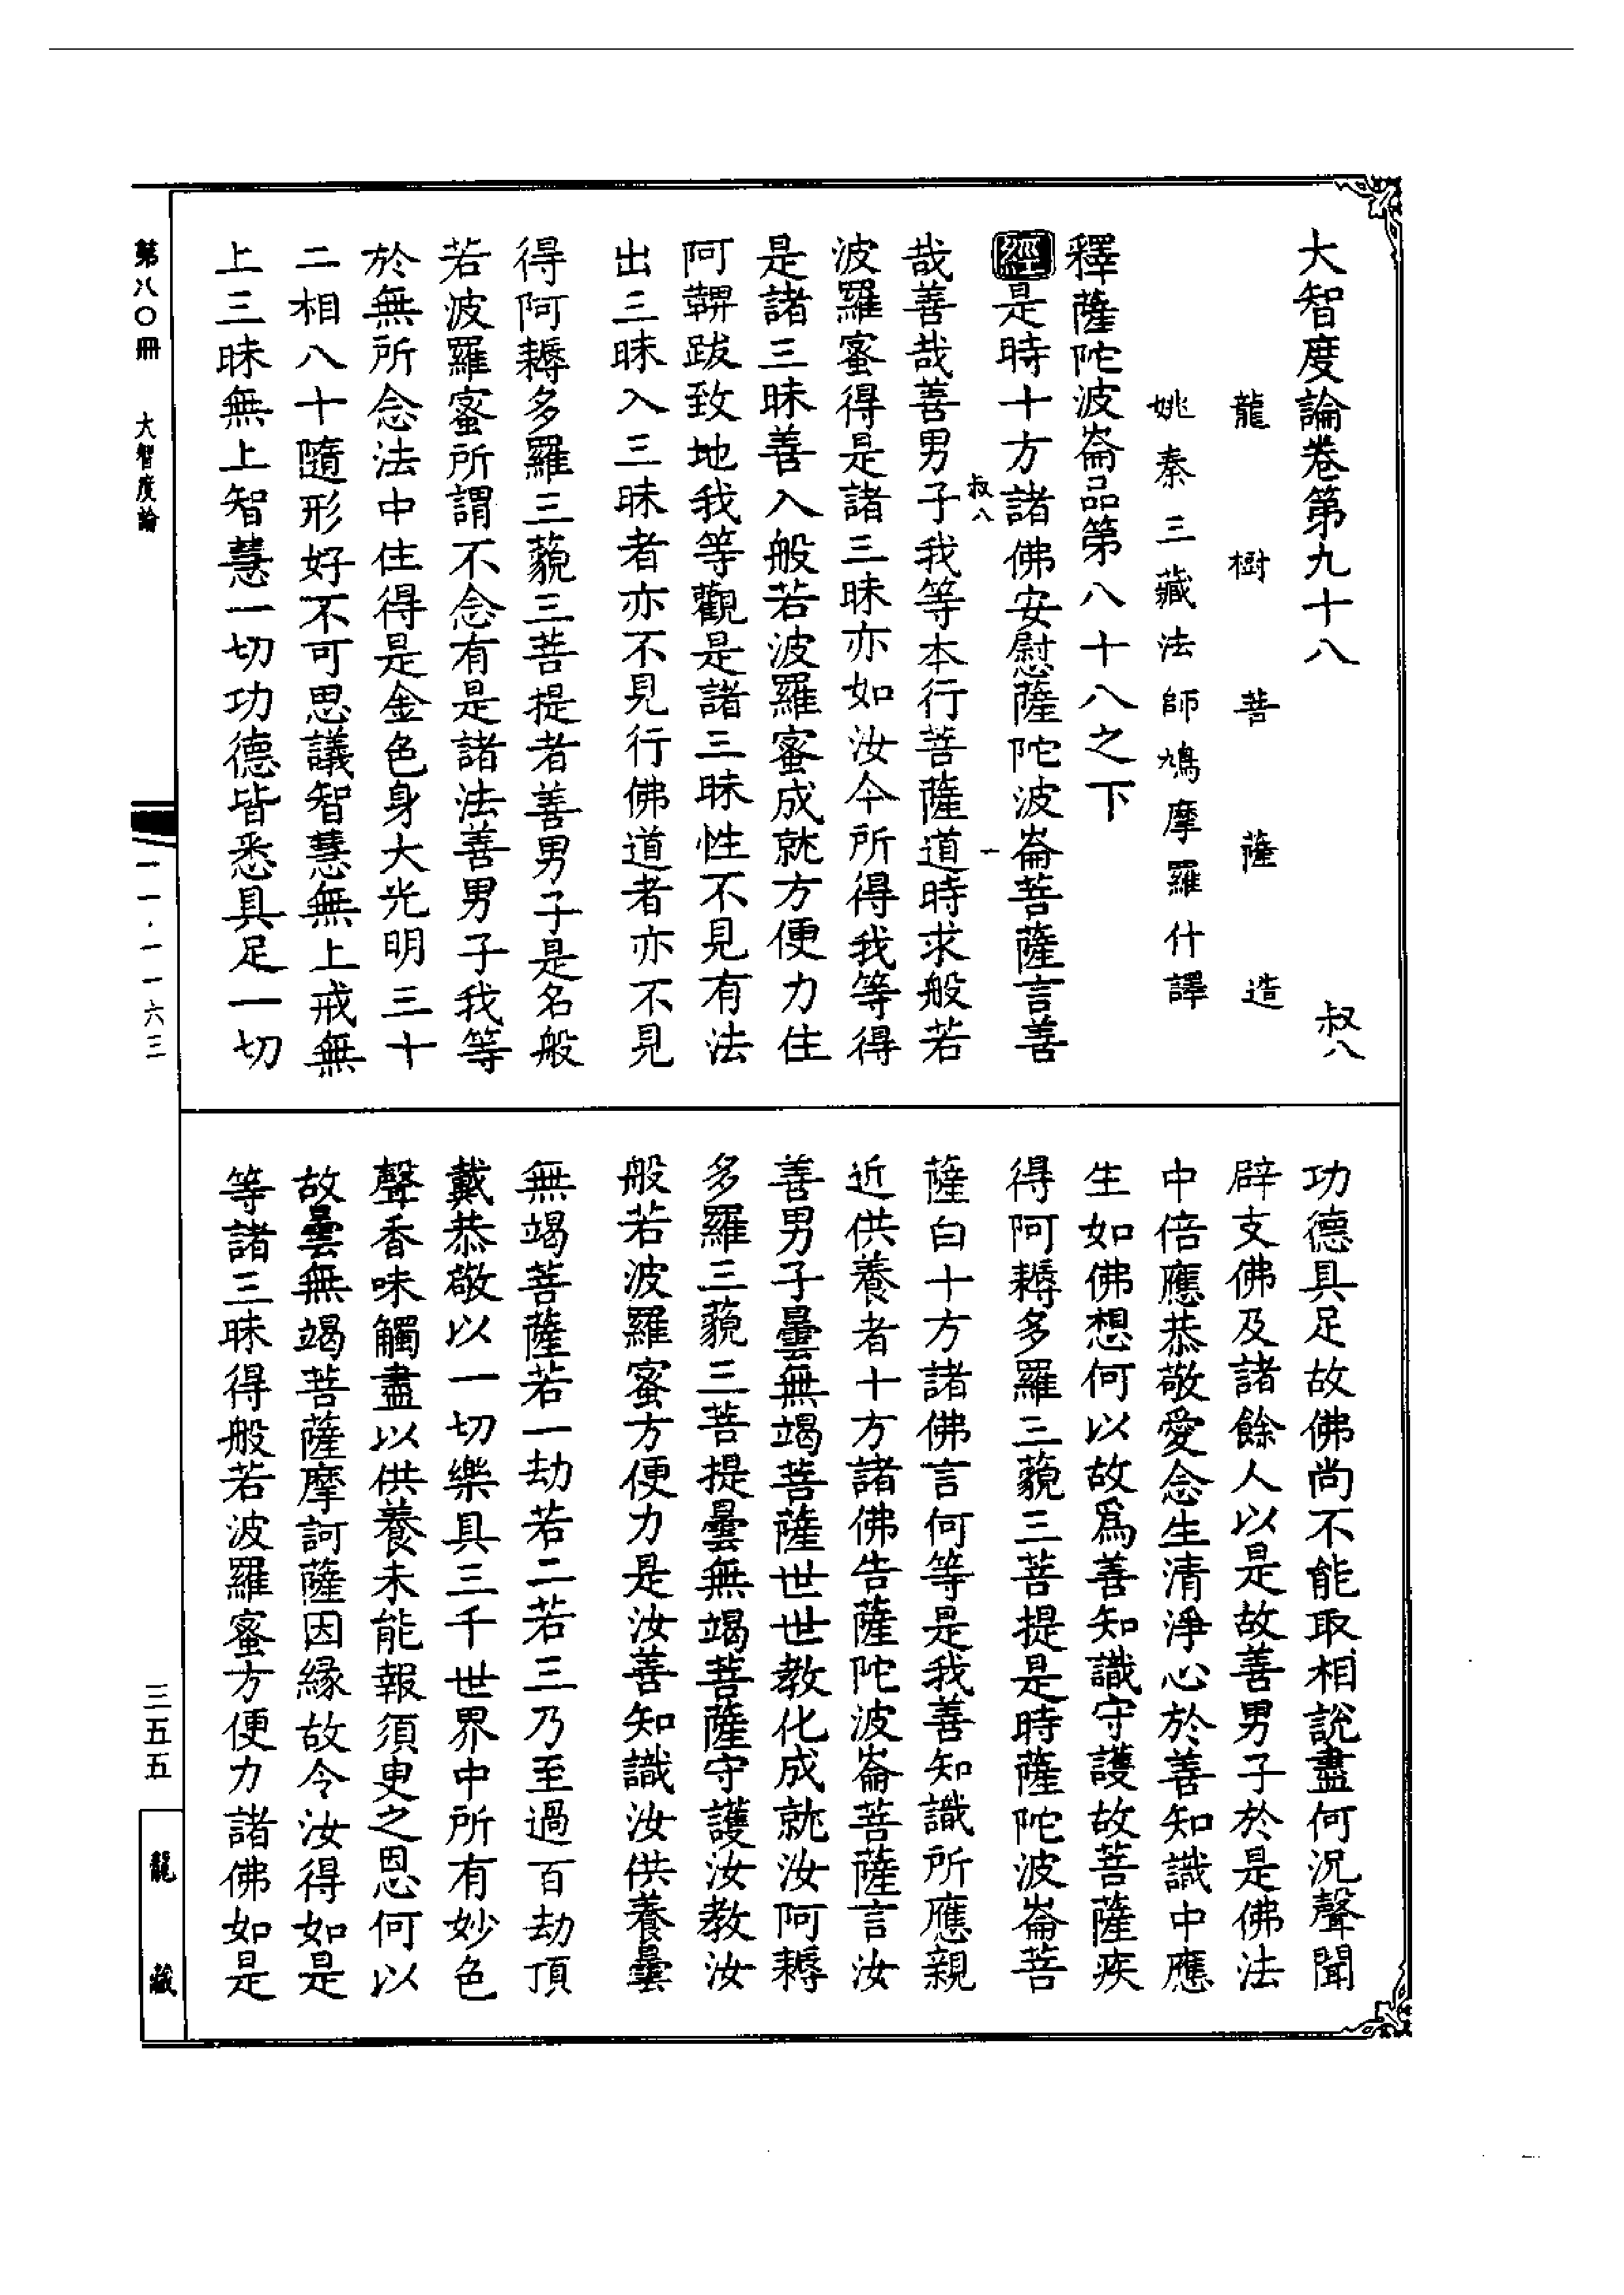 大智度論卷第九十八　叔八
龍樹菩薩造
姚秦三藏法師鳩摩羅什譯
釋薩陀波崙品第八十八之下
經是時十方諸佛安慰薩陀波崙菩薩言善
叔八　一
哉善哉善男子我等本行菩薩道時求般若
波羅蜜得是諸三昧亦如汝今所得我等得
是諸三昧善入般若波羅蜜成就方便力住
阿鞞跋致地我等觀是諸三昧性不見有法
出三昧入三昧者亦不見行佛道者亦不見
得阿耨多羅三藐三菩提者善男子是名般
若波羅蜜所謂不念有是諸法善男子我等
於無所念法中住得是金色身大光明三十
二相八十隨形好不可思議智慧無上戒無
上三昧無上智慧一切功德皆悉具足一切
功德具足故佛尚不能取相說盡何況聲聞
辟支佛及諸餘人以是故善男子於是佛法
中倍應恭敬愛念生清淨心於善知識中應
生如佛想何以故為善知識守護故菩薩疾
得阿耨多羅三藐三菩提是時薩陀波崙菩
薩白十方諸佛言何等是我善知識所應親
近供養者十方諸佛告薩陀波崙菩薩言汝
善男子曇無竭菩薩世世教化成就汝阿耨
多羅三藐三菩提曇無竭菩薩守護汝教汝
般若波羅蜜方便力是汝善知識汝供養曇
無竭菩薩若一劫若二若三乃至過百劫頂
戴恭敬以一切樂具三千世界中所有妙色
聲香味觸盡以供養未能報須臾之恩何以
故曇無竭菩薩摩訶薩因緣故令汝得如是
等諸三昧得般若波羅蜜方便力諸佛如是
第八〇冊　大智度論
一一·一一六三
三五五
龍藏